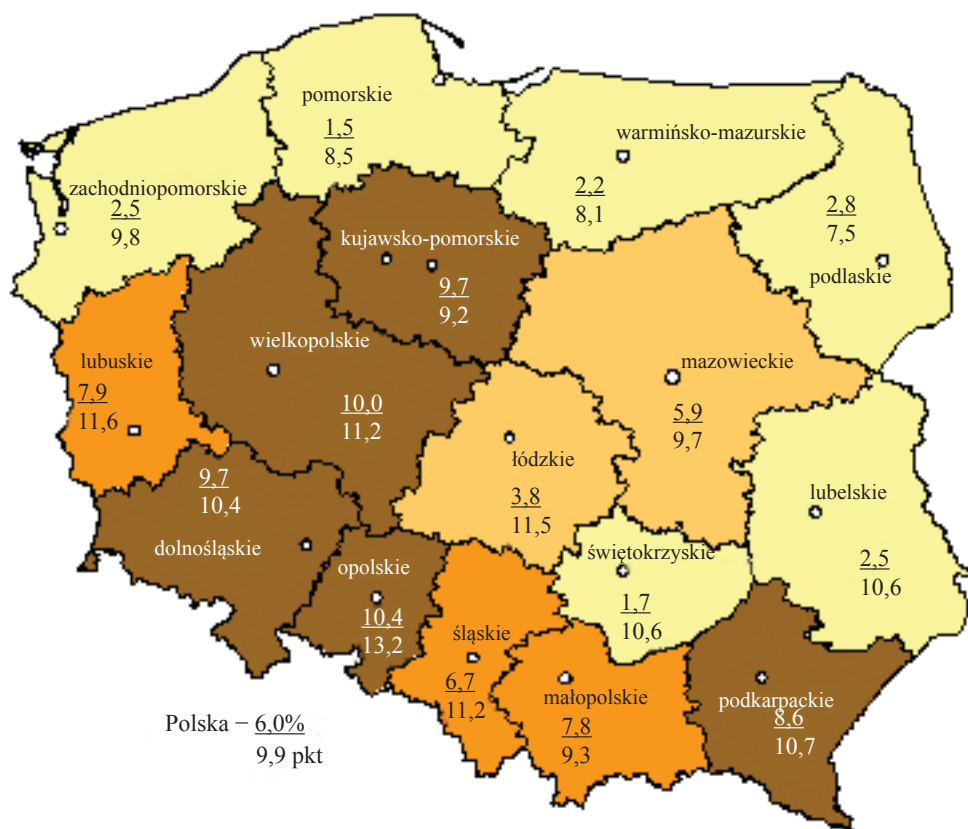 pomorskie
1,5
8,5
warmińsko-mazurskie
2,2
8,1
zachodniopomorskie
2,5
9,8
2,8
7,5
podlaskie
kujawsko-pomorskie
9,7
9,2
lubuskie
7,9
11,6
wielkopolskie
10,0
11,2
mazowieckie
5,9
9,7
łódzkie
3,8
11,5
lubelskie
2,5
10,6
9,7
10,4
dolnośląskie
opolskie
10,4
13,2
świętokrzyskie
1,7
10,6
śląskie
6,7
11,2
małopolskie
7,8
9,3
podkarpackie
8,6
10,7
Polska – 6,0%
9,9 pkt